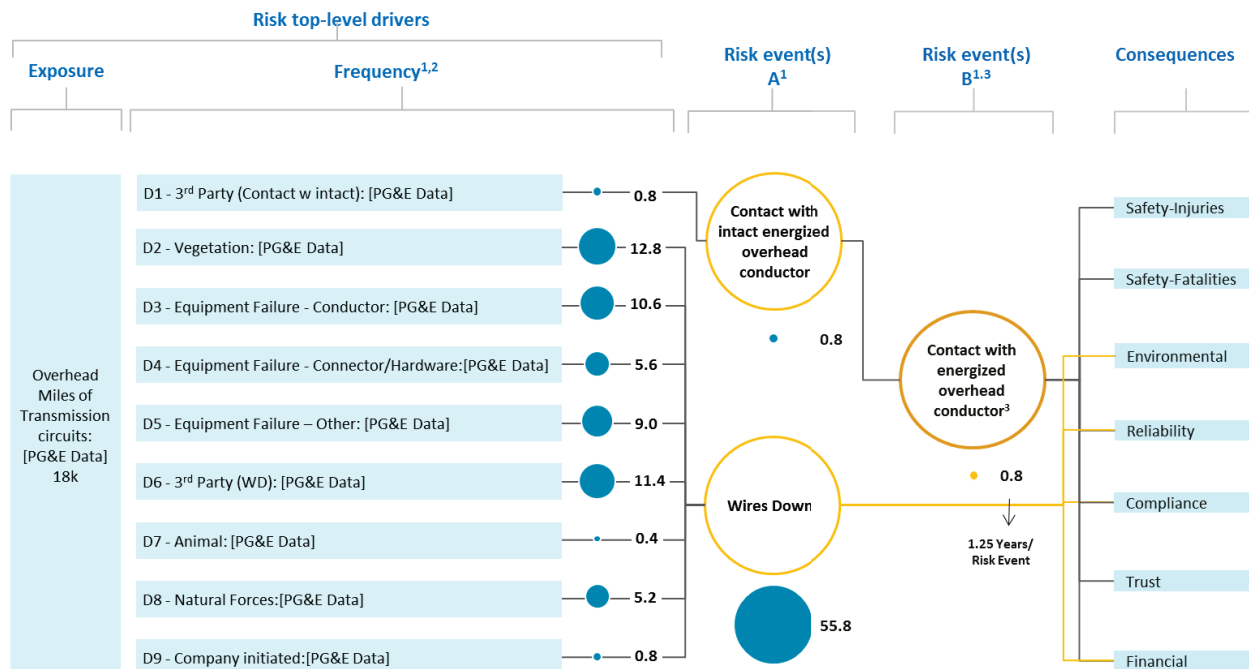 Risk top-level drivers
Exposure
Frequency1,2
Risk event(s)
A1
Risk event(s)
B1.3
Consequences
Overhead
Miles of
Transmission
circuits:
[PG&E Data]
18k
D1 - 3rd Party (Contact w intact): [PG&E Data]
0.8
D2 - Vegetation: [PG&E Data]
12.8
D3 - Equipment Failure - Conductor: [PG&E Data]
10.6
D4 - Equipment Failure - Connector/Hardware:[PG&E Data]
5.6
D5 - Equipment Failure – Other: [PG&E Data]
9.0
D6 - 3rd Party (WD): [PG&E Data]
11.4
D7 - Animal: [PG&E Data]
0.4
D8 - Natural Forces:[PG&E Data]
5.2
D9 - Company initiated:[PG&E Data]
0.8
Contact with
intact energized
overhead
conductor
0.8
Wires Down
55.8
Contact with
energized
overhead
conductor3
0.8
1.25 Years/
Risk Event
Safety-Injuries
Safety-Fatalities
Environmental
Reliability
Compliance
Trust
Financial